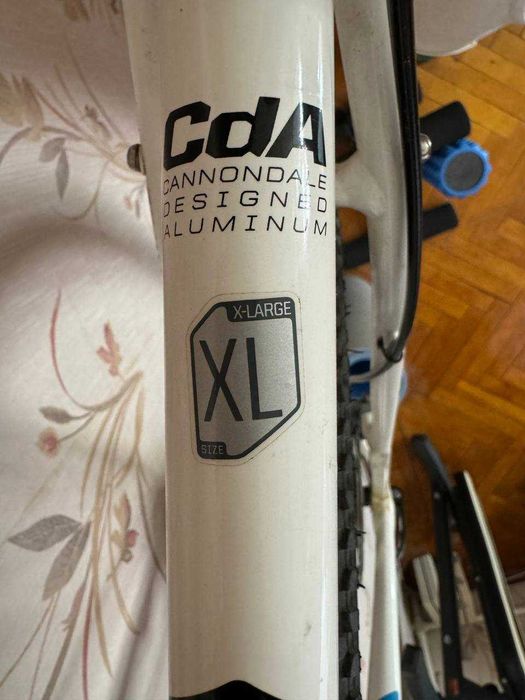 CdA
CANNONDALE
DESIGNED
ALUMINUM
X-LARGE
XL
SIZE